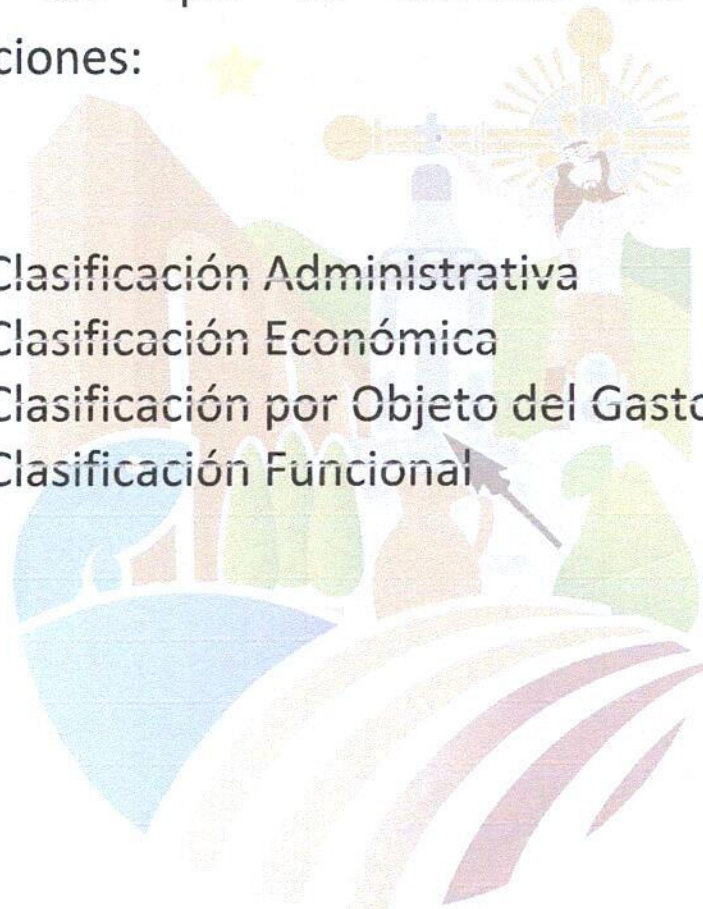 ciones:
Clasificación Administrativa
Clasificación Económica
Clasificación por Objeto del Gasto
Clasificación Funcional